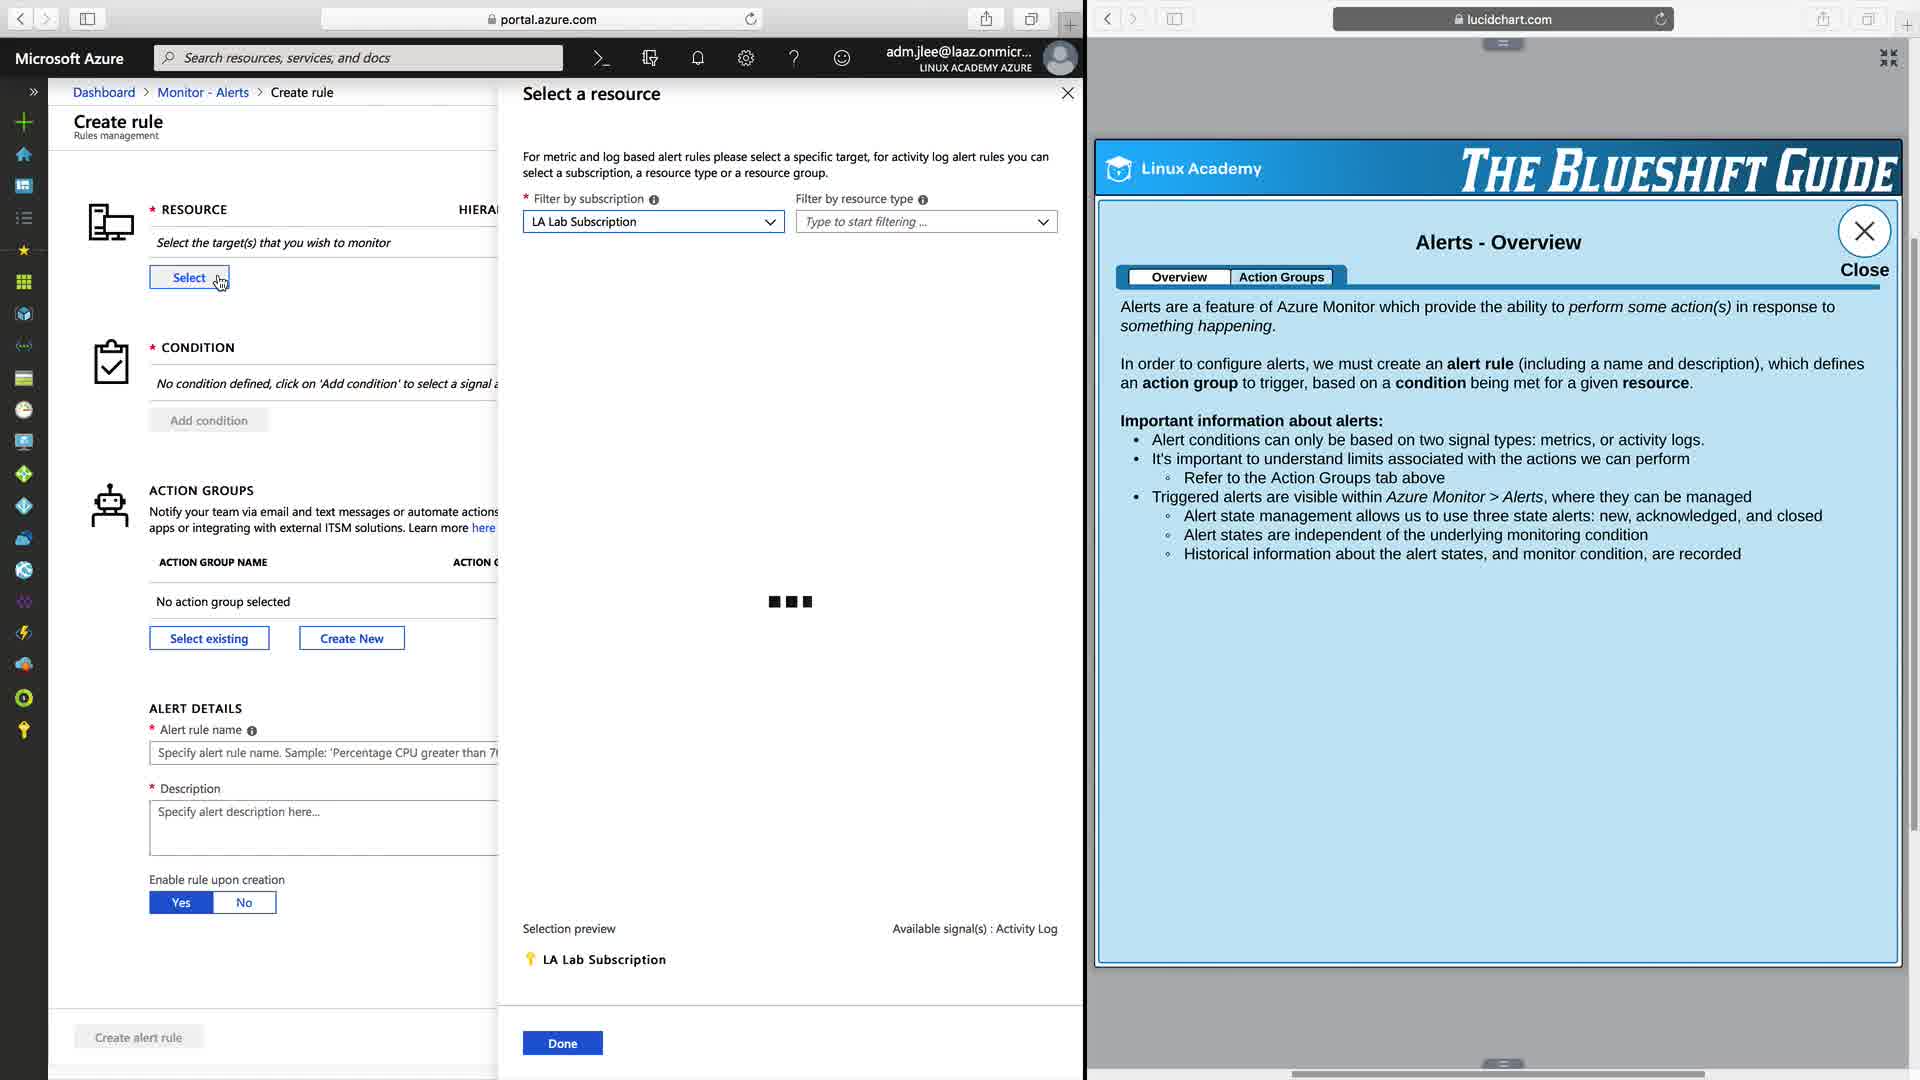 portal.azure.com
lucidchart.com
Microsoft Azure
Search resources, services, and docs
adm.jlee@laaz.onmicr...
LINUX ACADEMY AZURE
Dashboard > Monitor - Alerts > Create rule
Create rule
Rules management
* RESOURCE
HIERA
Select the target(s) that you wish to monitor
Select
* CONDITION
No condition defined, click on 'Add condition' to select a signal a
Add condition
ACTION GROUPS
Notify your team via email and text messages or automate actions
apps or integrating with external ITSM solutions. Learn more here
ACTION GROUP NAME
ACTION G
No action group selected
Select existing
Create New
ALERT DETAILS
* Alert rule name
Specify alert rule name. Sample: 'Percentage CPU greater than 70
* Description
Specify alert description here...
Enable rule upon creation
Yes
No
Create alert rule
Select a resource
For metric and log based alert rules please select a specific target, for activity log alert rules you can
select a subscription, a resource type or a resource group.
* Filter by subscription
Filter by resource type
LA Lab Subscription
Type to start filtering ...
Selection preview
Available signal(s) : Activity Log
LA Lab Subscription
Done
Linux Academy
THE BLUESHIFT GUIDE
Alerts - Overview
Close
Overview
Action Groups
Alerts are a feature of Azure Monitor which provide the ability to perform some action(s) in response to
something happening.
In order to configure alerts, we must create an alert rule (including a name and description), which defines
an action group to trigger, based on a condition being met for a given resource.
Important information about alerts:
• Alert conditions can only be based on two signal types: metrics, or activity logs.
• It's important to understand limits associated with the actions we can perform
◦ Refer to the Action Groups tab above
• Triggered alerts are visible within Azure Monitor > Alerts, where they can be managed
◦ Alert state management allows us to use three state alerts: new, acknowledged, and closed
◦ Alert states are independent of the underlying monitoring condition
◦ Historical information about the alert states, and monitor condition, are recorded